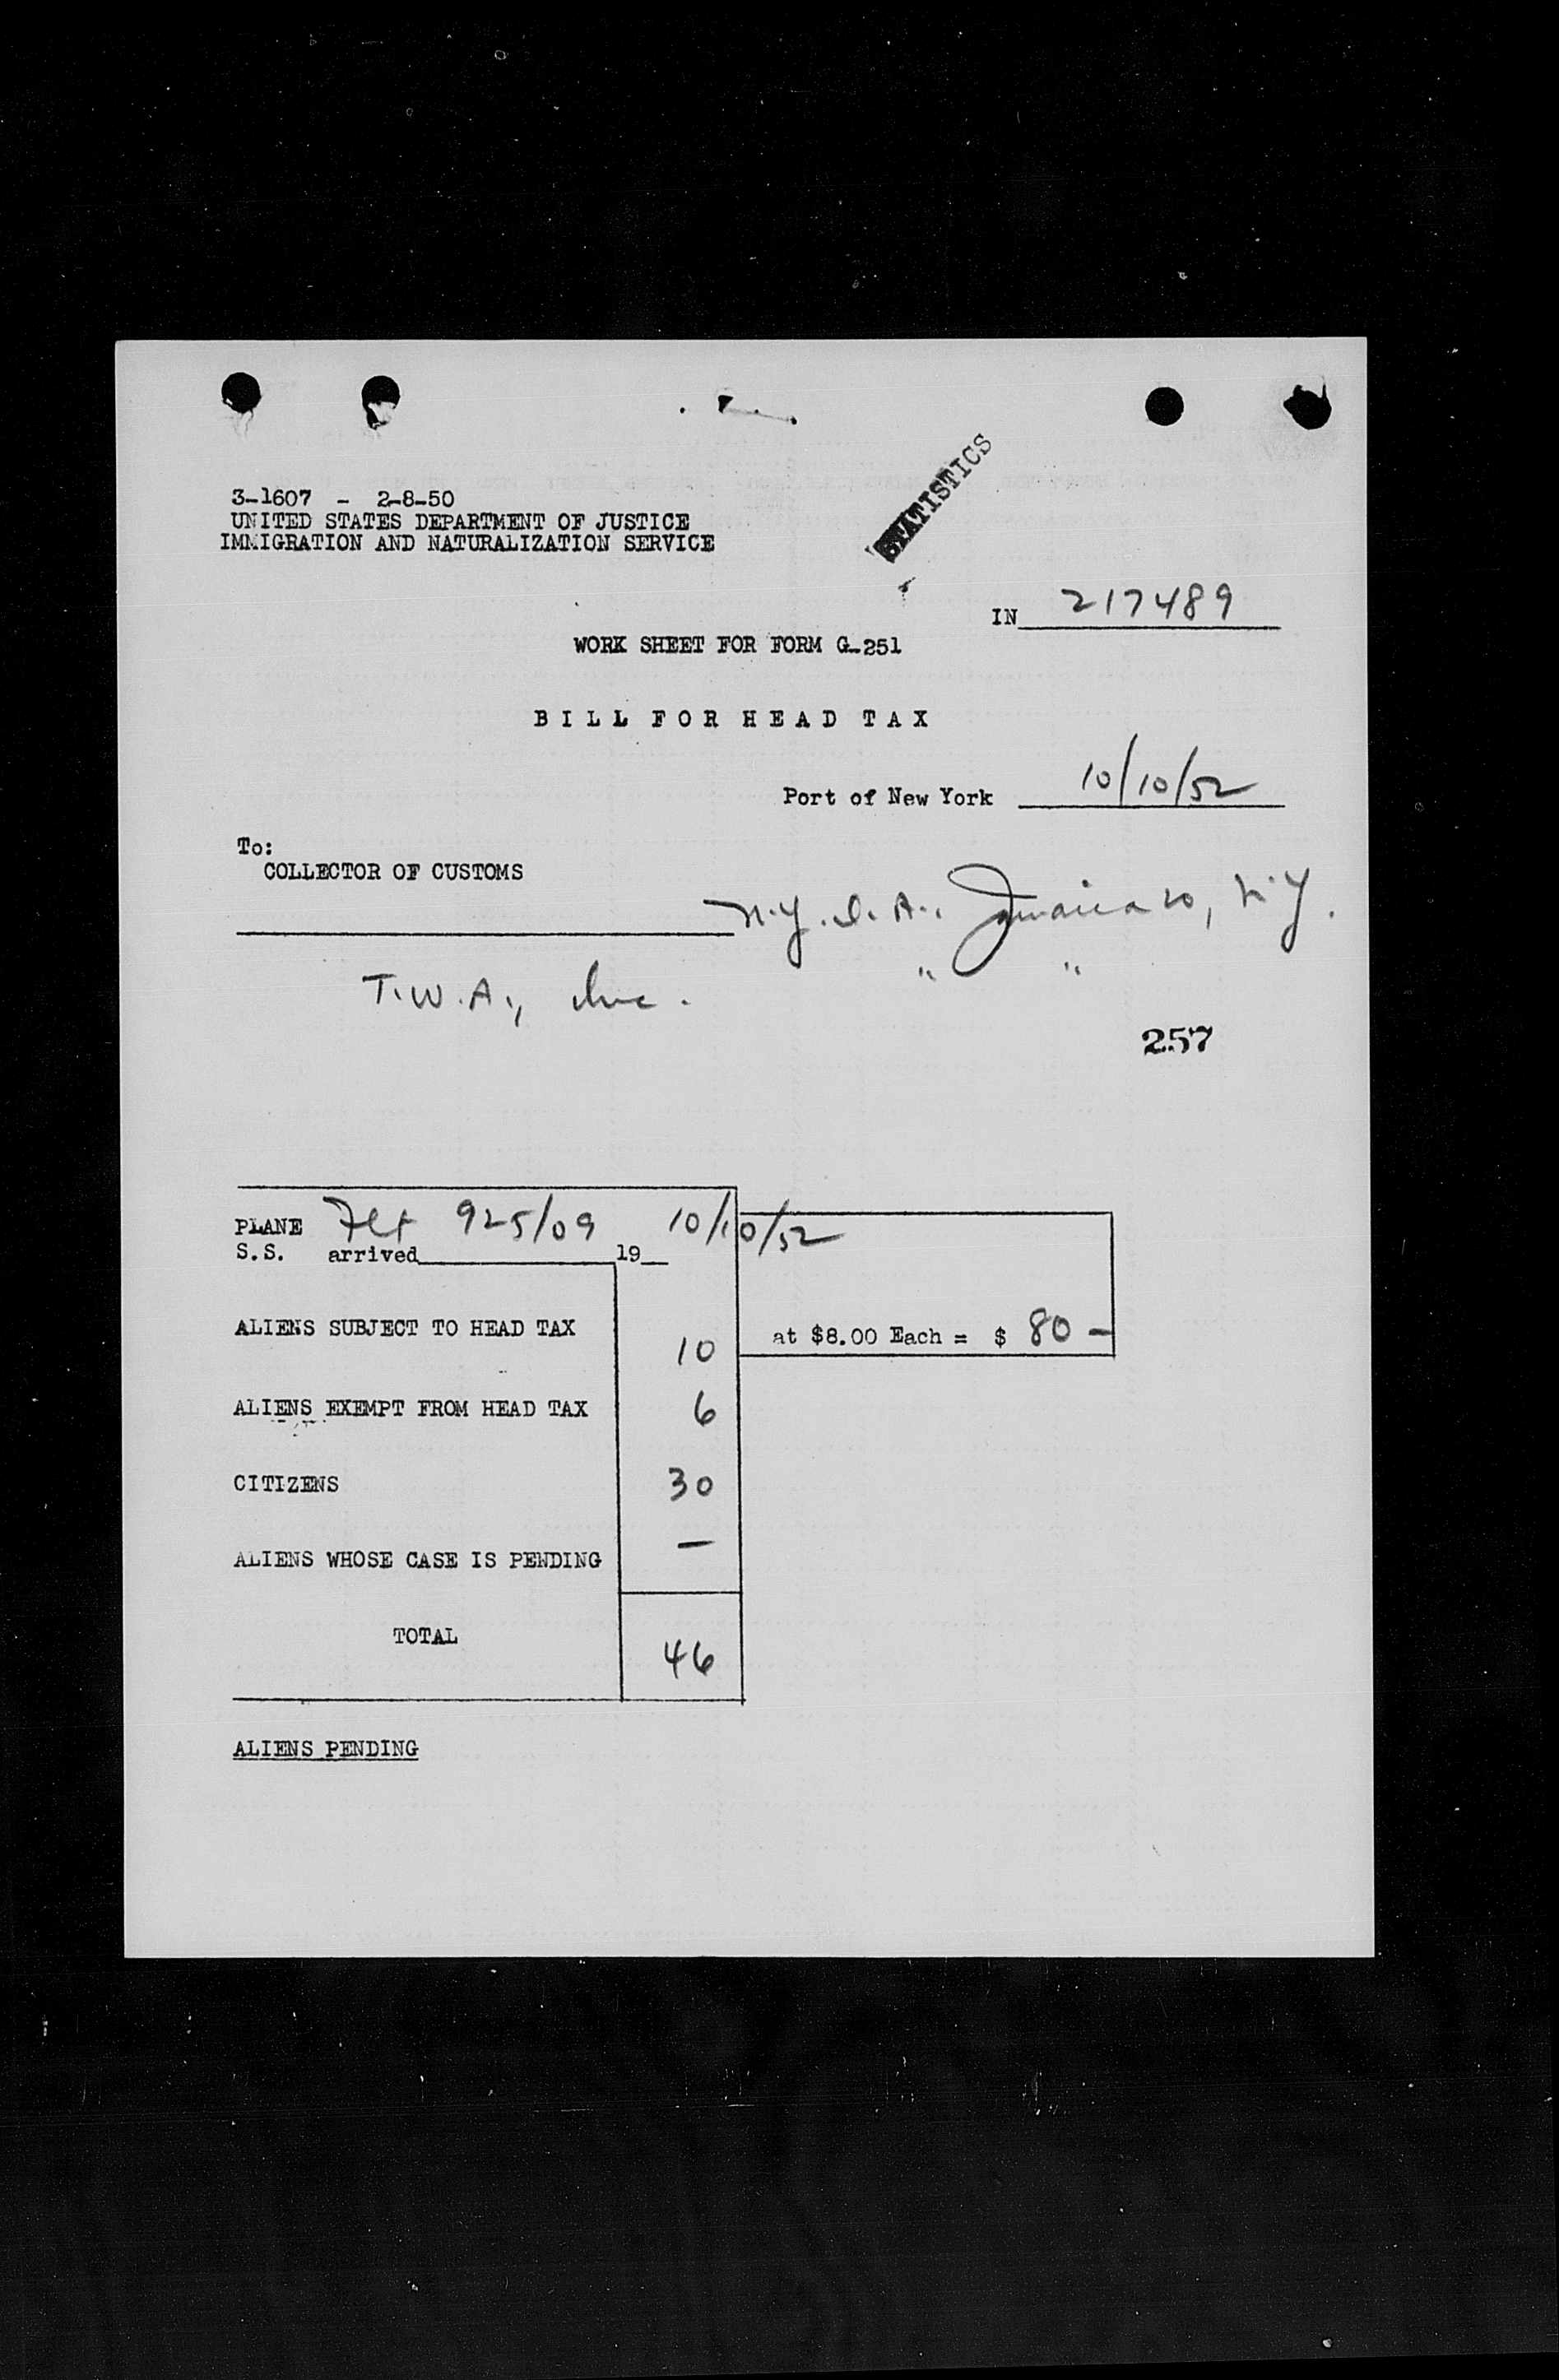 STATISTICS
3-1607 - 2-8-50
UNITED STATES DEPARTMENT OF JUSTICE
IMMIGRATION AND NATURALIZATION SERVICE
IN 217489
WORK SHEET FOR FORM G-251
BILL FOR HEAD TAX
Port of New York 10/10/52
To:
COLLECTOR OF CUSTOMS
N.Y.I.A., Jamaica 20, N.Y.
T.W.A., Inc. " "
257
PLANE Flt 925/09 10/10/52
S.S. arrived 19
ALIENS SUBJECT TO HEAD TAX 10 at $8.00 Each = $ 80 —
ALIENS EXEMPT FROM HEAD TAX 6
CITIZENS 30
ALIENS WHOSE CASE IS PENDING —
TOTAL 46
ALIENS PENDING